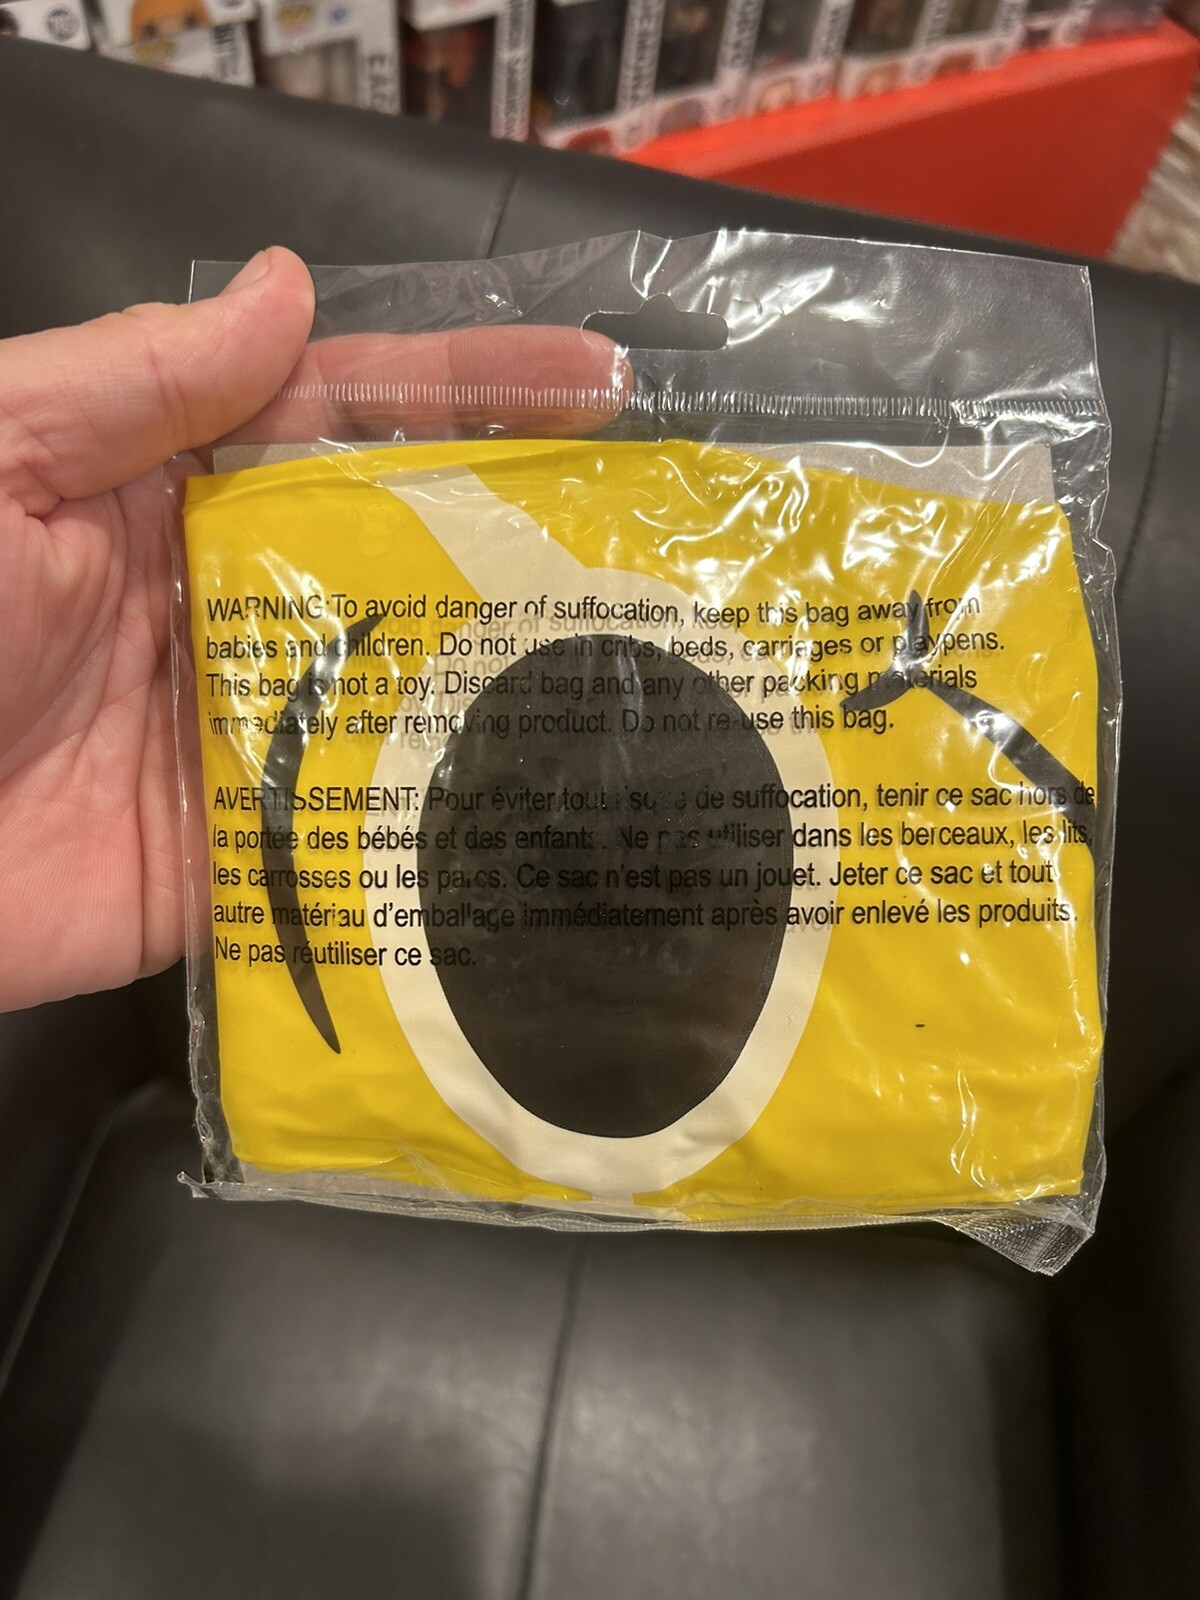 WARNING: To avoid danger of suffocation, keep this bag away from
babies and children. Do not use in cribs, beds, carriages or playpens.
This bag is not a toy. Discard bag and any other packing materials
immediately after removing product. Do not re-use this bag.
AVERTISSEMENT: Pour éviter tout risque de suffocation, tenir ce sac hors de
la portée des bébés et des enfants. Ne pas utiliser dans les berceaux, les lits,
les carrosses ou les parcs. Ce sac n'est pas un jouet. Jeter ce sac et tout
autre matériau d'emballage immédiatement après avoir enlevé les produits.
Ne pas réutiliser ce sac.